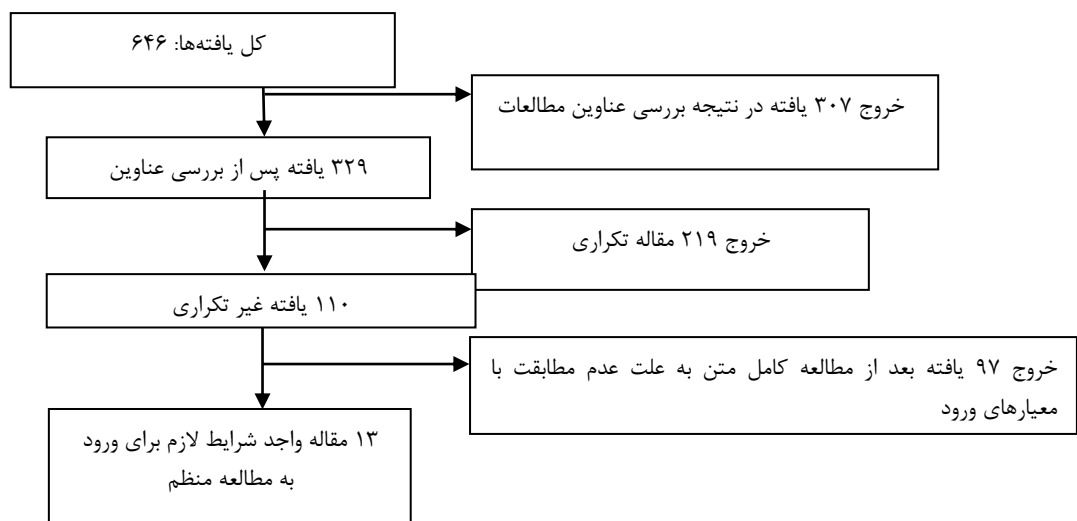 کل یافته‌ها: ۶۴۶
خروج ۳۰۷ یافته در نتیجه بررسی عناوین مطالعات
۳۲۹ یافته پس از بررسی عناوین
خروج ۲۱۹ مقاله تکراری
۱۱۰ یافته غیر تکراری
خروج ۹۷ یافته بعد از مطالعه کامل متن به علت عدم مطابقت با
معیارهای ورود
۱۳ مقاله واجد شرایط لازم برای ورود
به مطالعه منظم